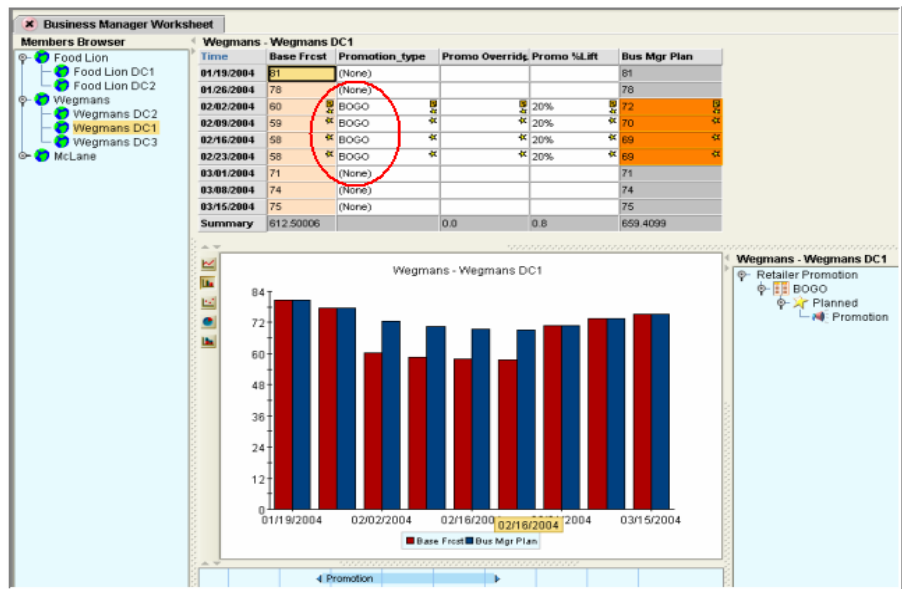 Business Manager Worksheet
Members Browser
Food Lion
Food Lion DC1
Food Lion DC2
Wegmans
Wegmans DC2
Wegmans DC1
Wegmans DC3
McLane
Wegmans - Wegmans DC1
Time Base Frcst Promotion_type Promo Override Promo %Lift Bus Mgr Plan
01/19/2004 81 (None) 81
01/26/2004 78 (None) 78
02/02/2004 60 BOGO 20% 72
02/09/2004 59 BOGO 20% 70
02/16/2004 58 BOGO 20% 69
02/23/2004 58 BOGO 20% 69
03/01/2004 71 (None) 71
03/08/2004 74 (None) 74
03/15/2004 75 (None) 75
Summary 612.50006 0.0 0.8 659.4099
Wegmans - Wegmans DC1
84
72
60
48
36
24
12
0
01/19/2004 02/02/2004 02/16/200 2004 03/15/2004
02/16/2004
Base Frcst Bus Mgr Plan
Promotion
Wegmans - Wegmans DC1
Retailer Promotion
BOGO
Planned
Promotion